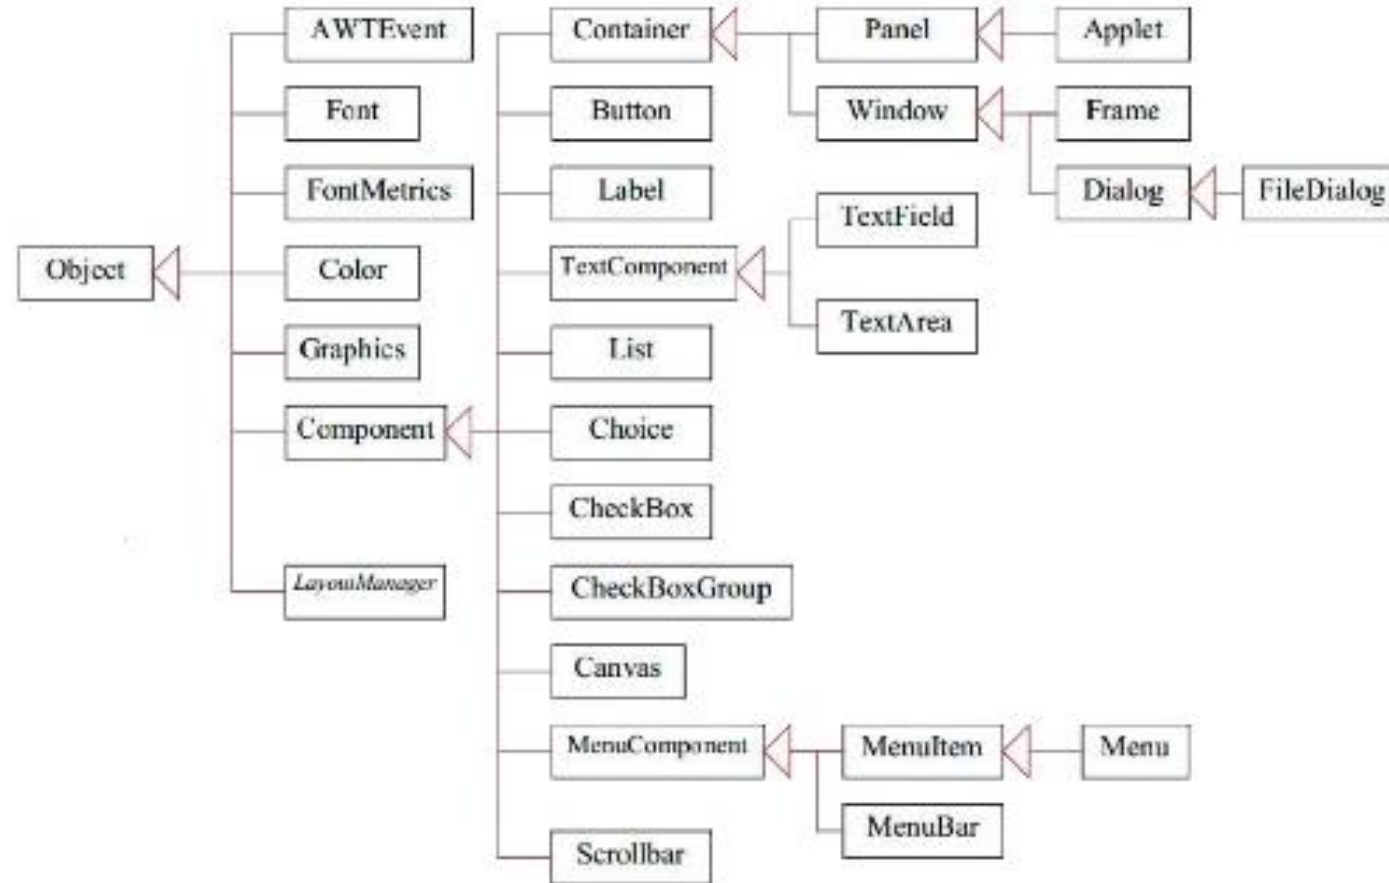 AWTEvent
Container
Panel
Applet
Font
Button
Window
Frame
FontMetrics
Label
Dialog
FileDialog
TextField
Object
Color
TextComponent
TextArea
Graphics
List
Component
Choice
CheckBox
LayoutManager
CheckBoxGroup
Canvas
MenuComponent
MenuItem
Menu
MenuBar
Scrollbar